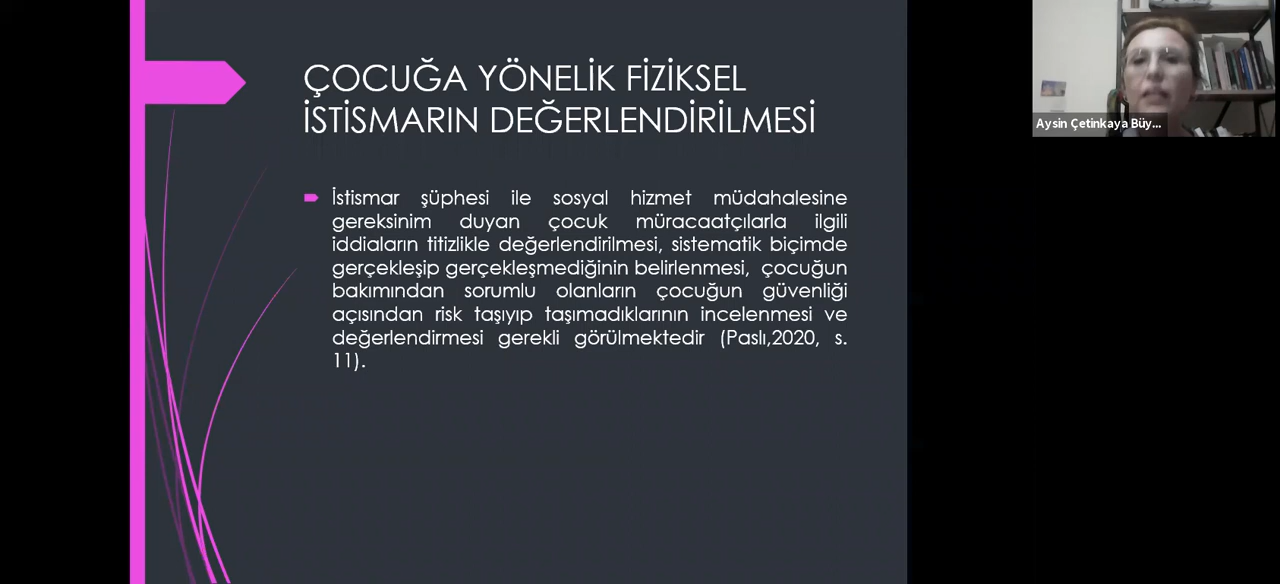 ÇOCUĞA YÖNELİK FİZİKSEL
İSTİSMARIN DEĞERLENDİRİLMESİ
İstismar şüphesi ile sosyal hizmet müdahalesine
gereksinim duyan çocuk müracaatçılarla ilgili
iddiaların titizlikle değerlendirilmesi, sistematik biçimde
gerçekleşip gerçekleşmediğinin belirlenmesi, çocuğun
bakımından sorumlu olanların çocuğun güvenliği
açısından risk taşıyıp taşımadıklarının incelenmesi ve
değerlendirmesi gerekli görülmektedir (Paslı,2020, s.
11).
Aysin Çetinkaya Büy...